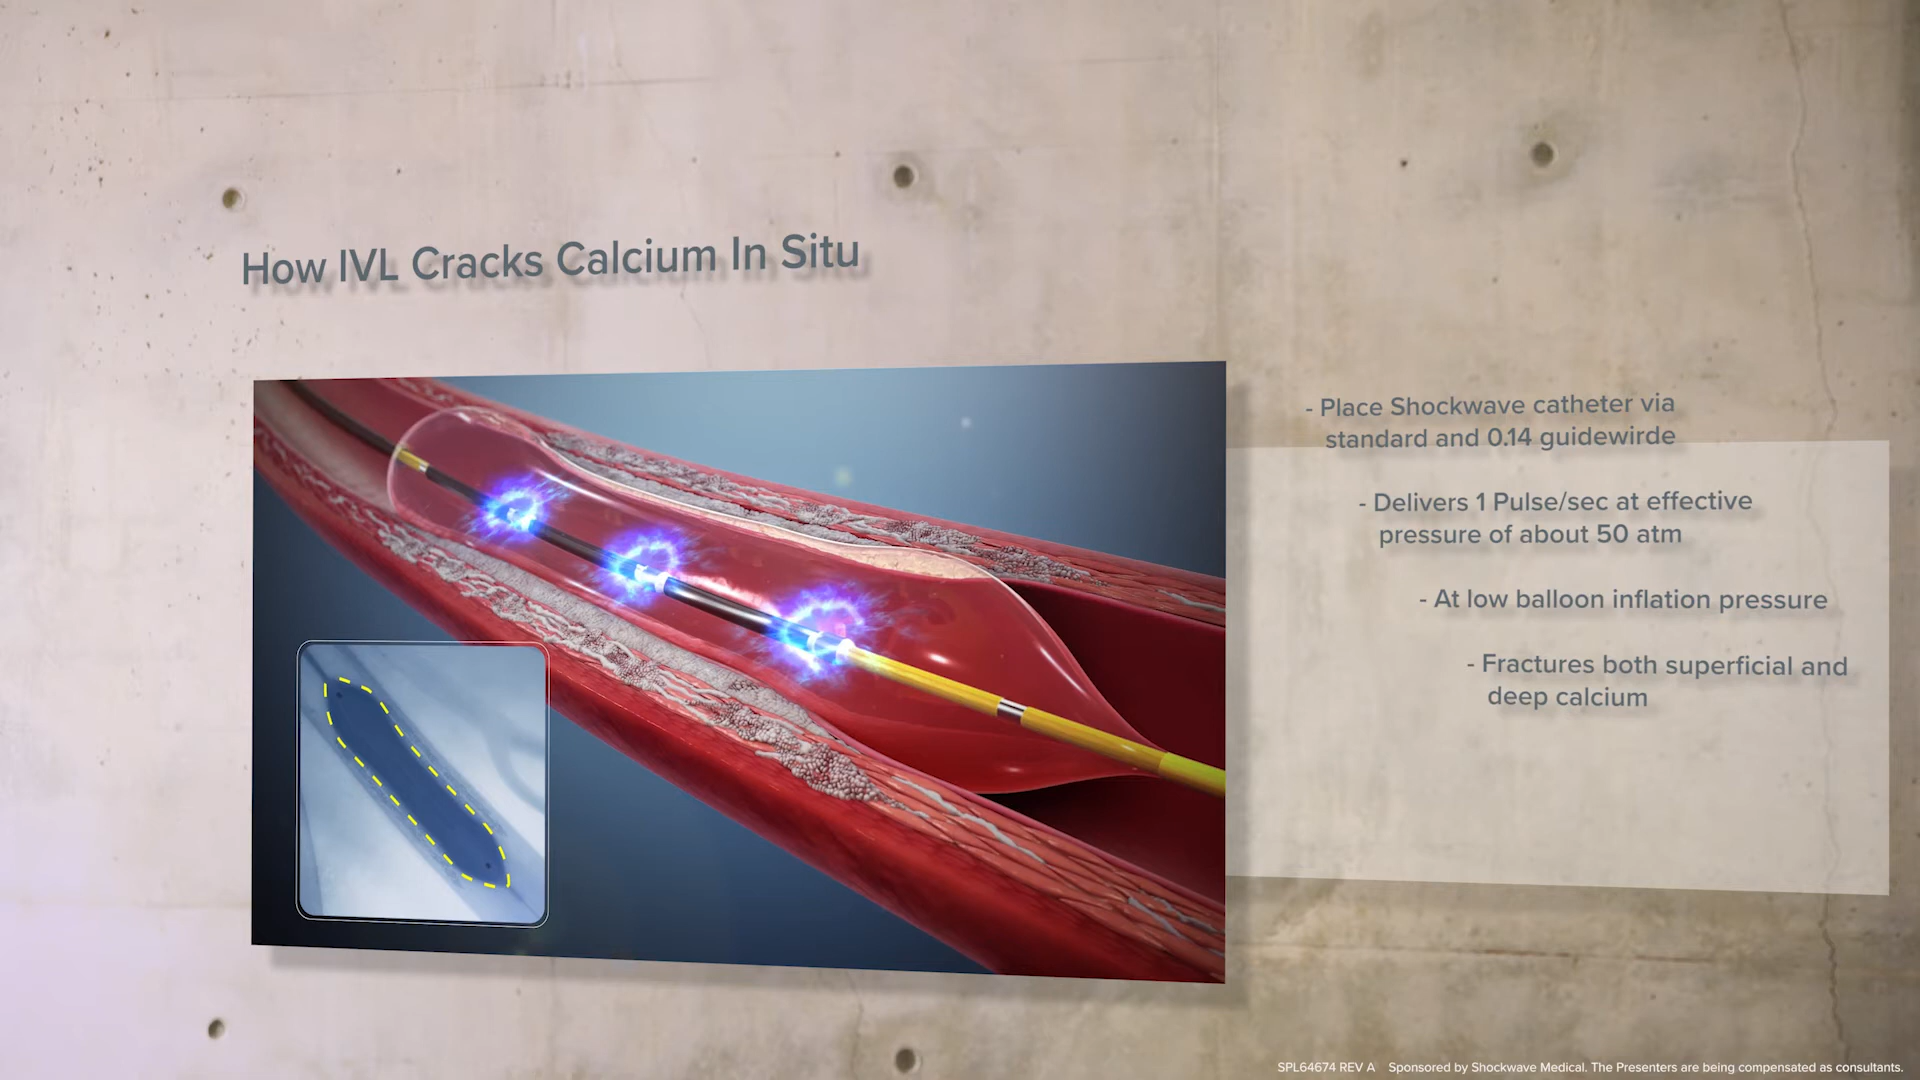 How IVL Cracks Calcium In Situ
- Place Shockwave catheter via
standard and 0.14 guidewirde
- Delivers 1 Pulse/sec at effective
pressure of about 50 atm
- At low balloon inflation pressure
- Fractures both superficial and
deep calcium
SPL64674 REV A Sponsored by Shockwave Medical. The Presenters are being compensated as consultants.